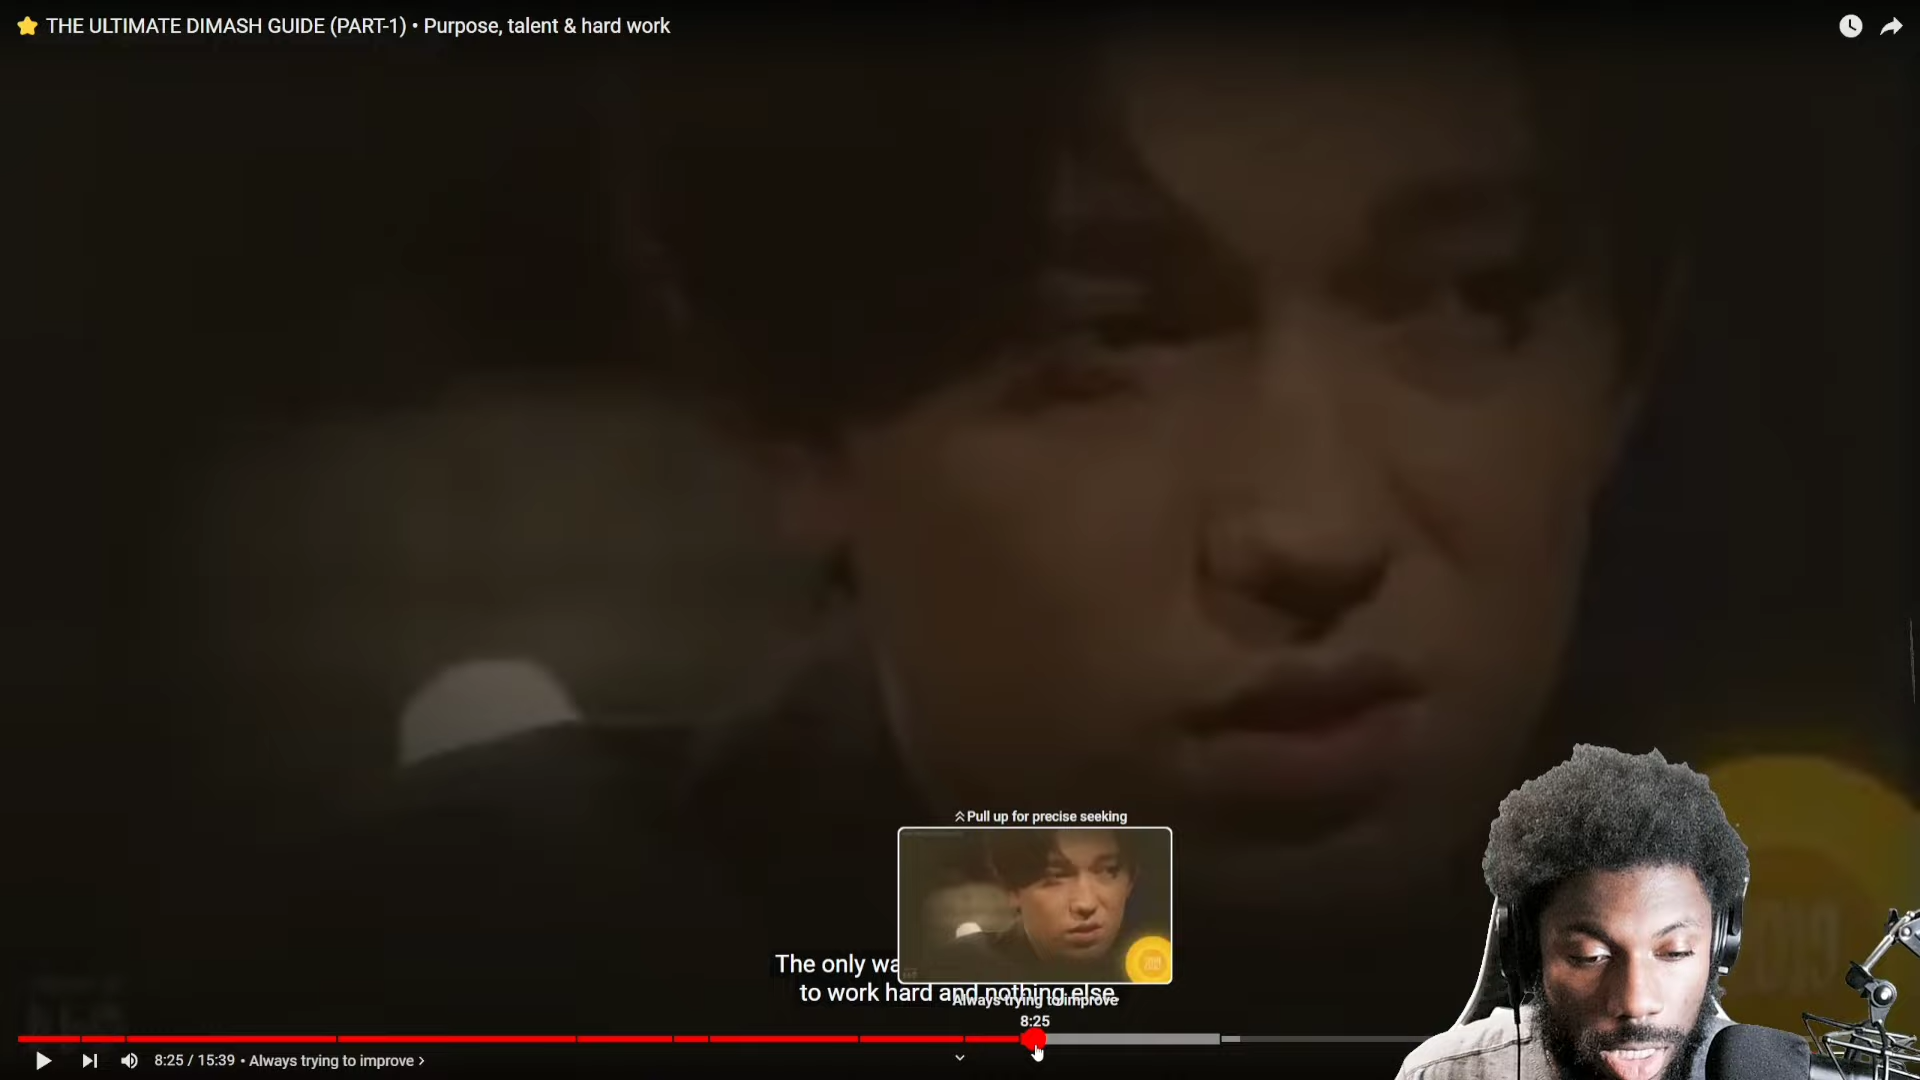 THE ULTIMATE DIMASH GUIDE (PART-1) • Purpose, talent & hard work
Pull up for precise seeking
The only wa
to work hard and nothing else
Always trying to improve
8:25
8:25 / 15:39 • Always trying to improve